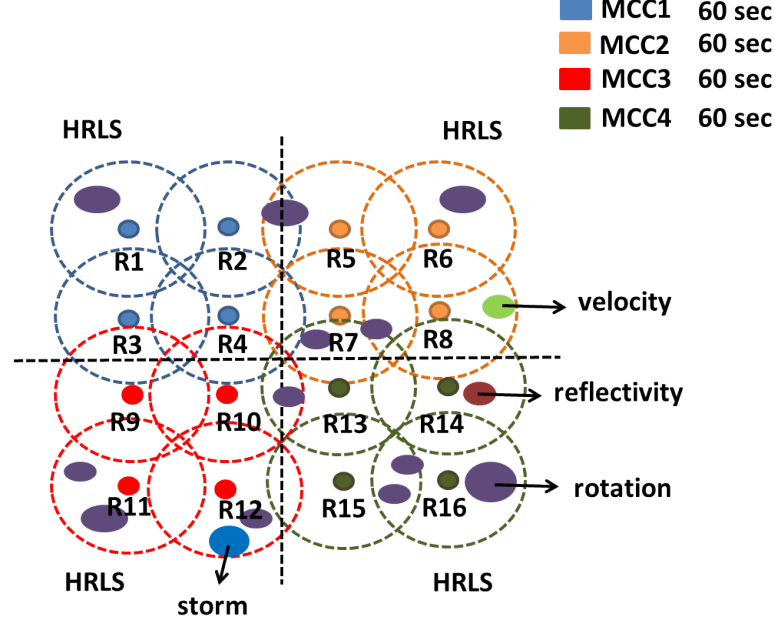 MCC1 60 sec
MCC2 60 sec
MCC3 60 sec
MCC4 60 sec
HRLS HRLS
R1 R2 R5 R6
velocity
R3 R4 R7 R8
reflectivity
R9 R10 R13 R14
rotation
R11 R12 R15 R16
HRLS HRLS
storm